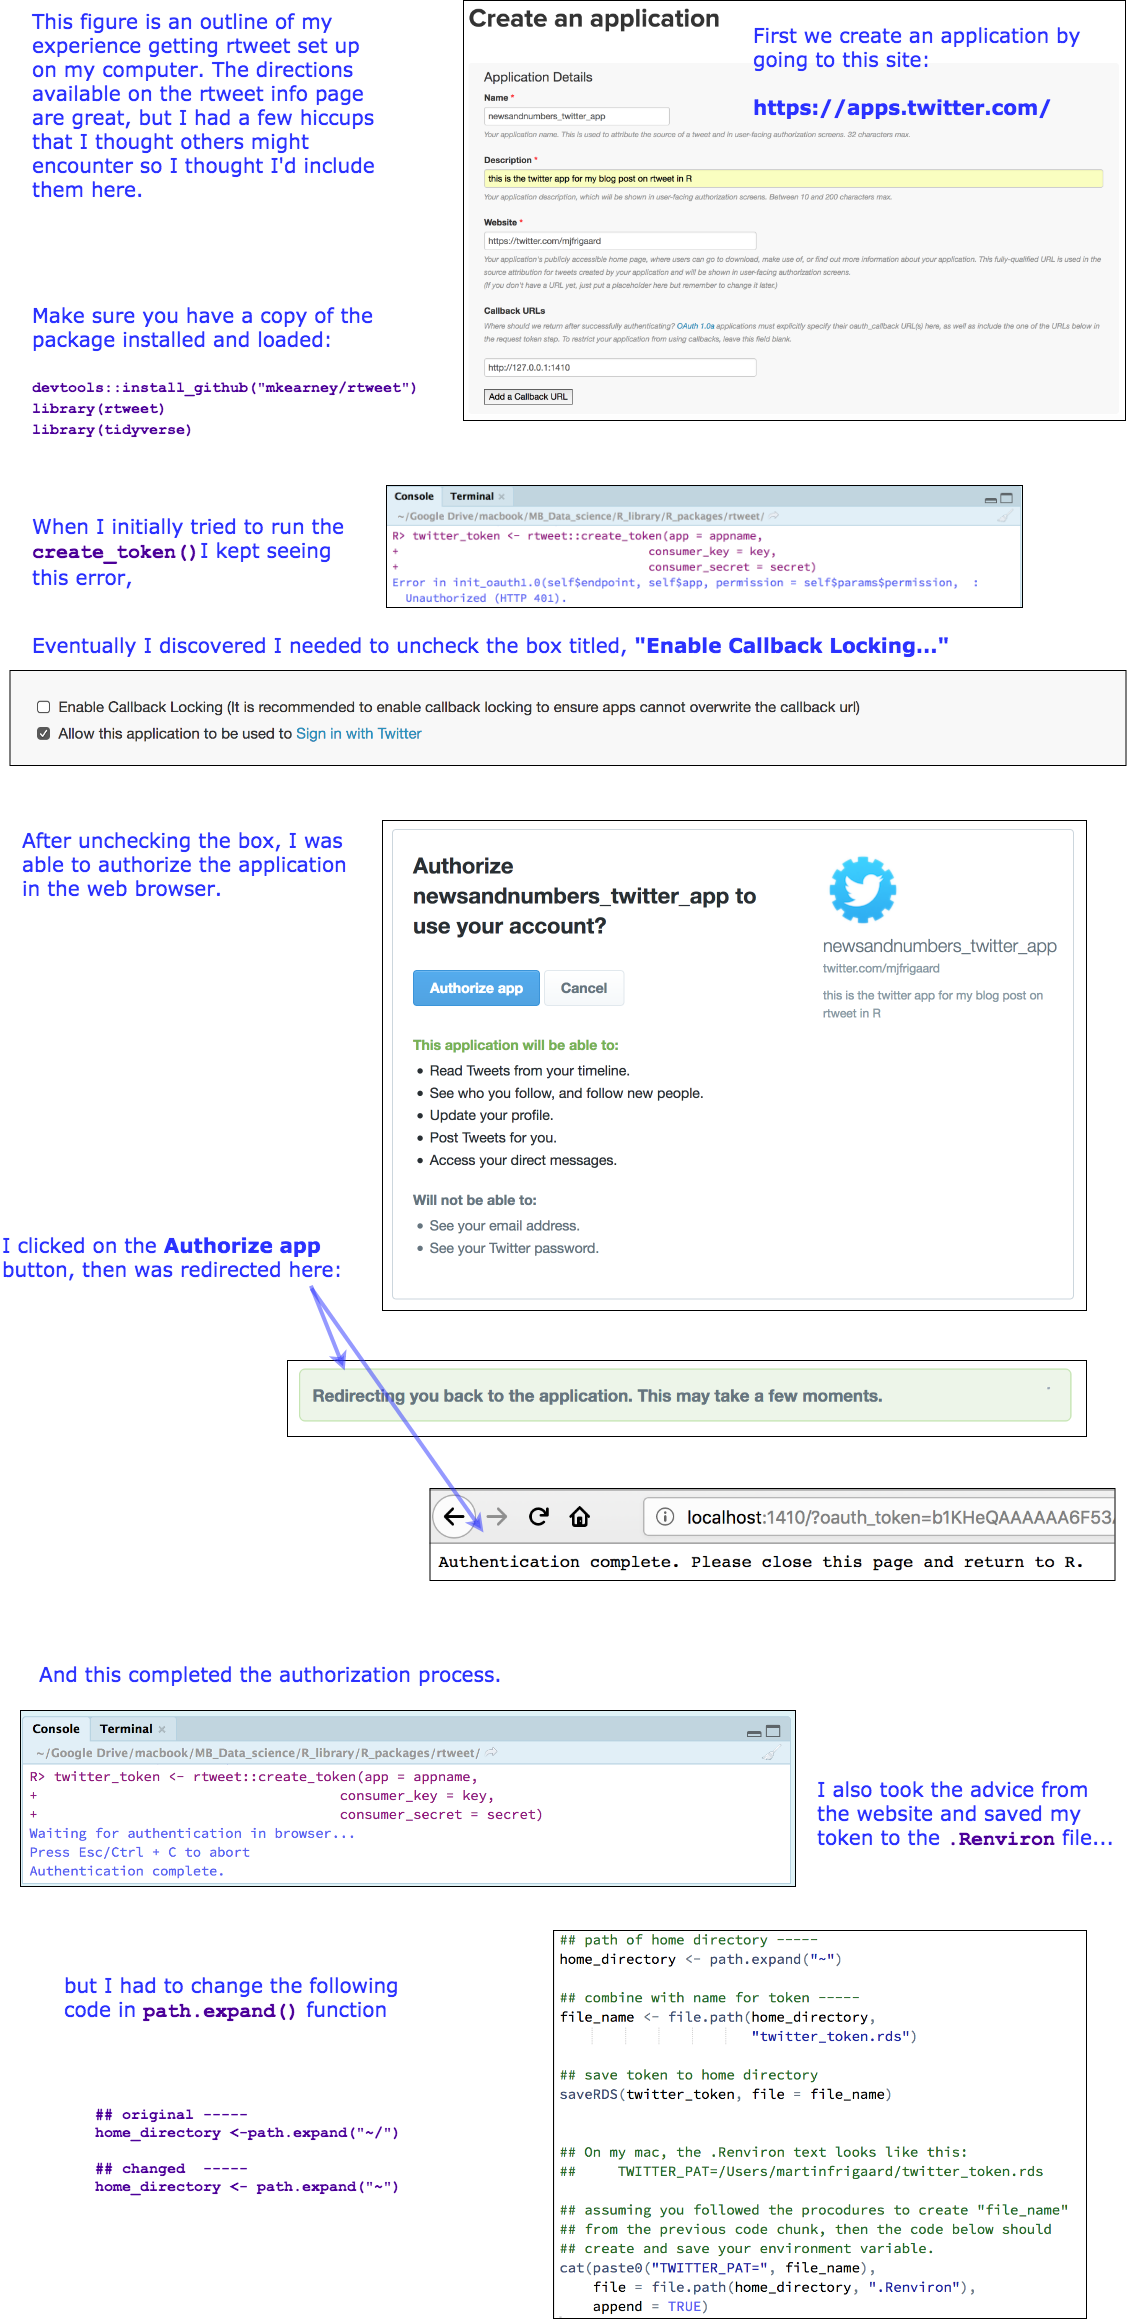 This figure is an outline of my
experience getting rtweet set up
on my computer. The directions
available on the rtweet info page
are great, but I had a few hiccups
that I thought others might
encounter so I thought I'd include
them here.
Create an application
First we create an application by
going to this site:
https://apps.twitter.com/
Application Details
Name *
newsandnumbers_twitter_app
Your application name. This is used to attribute the source of a tweet and in user-facing authorization screens. 32 characters max.
Description *
this is the twitter app for my blog post on rtweet in R
Your application description, which will be shown in user-facing authorization screens. Between 10 and 200 characters max.
Website *
https://twitter.com/mjfrigaard
Your application's publicly accessible home page, where users can go to download, make use of, or find out more information about your application. This fully-qualified URL is used in the
source attribution for tweets created by your application and will be shown in user-facing authorization screens.
(If you don't have a URL yet, just put a placeholder here but remember to change it later.)
Callback URLs
Where should we return after successfully authenticating? OAuth 1.0a applications must explicitly specify their oauth_callback URL(s) here, as well as include the one of the URLs below in
the request token step. To restrict your application from using callbacks, leave this field blank.
http://127.0.0.1:1410
Add a Callback URL
Make sure you have a copy of the
package installed and loaded:
devtools::install_github("mkearney/rtweet")
library(rtweet)
library(tidyverse)
When I initially tried to run the
create_token() I kept seeing
this error,
Console Terminal ×
~/Google Drive/macbook/MB_Data_science/R_library/R_packages/rtweet/
R> twitter_token <- rtweet::create_token(app = appname,
+ consumer_key = key,
+ consumer_secret = secret)
Error in init_oauth1.0(self$endpoint, self$app, permission = self$params$permission, :
Unauthorized (HTTP 401).
Eventually I discovered I needed to uncheck the box titled, "Enable Callback Locking..."
Enable Callback Locking (It is recommended to enable callback locking to ensure apps cannot overwrite the callback url)
Allow this application to be used to Sign in with Twitter
After unchecking the box, I was
able to authorize the application
in the web browser.
Authorize
newsandnumbers_twitter_app to
use your account?
Authorize app Cancel
newsandnumbers_twitter_app
twitter.com/mjfrigaard
this is the twitter app for my blog post on
rtweet in R
This application will be able to:
• Read Tweets from your timeline.
• See who you follow, and follow new people.
• Update your profile.
• Post Tweets for you.
• Access your direct messages.
Will not be able to:
• See your email address.
• See your Twitter password.
I clicked on the Authorize app
button, then was redirected here:
Redirecting you back to the application. This may take a few moments.
localhost:1410/?oauth_token=b1KHeQAAAAAA6F53
Authentication complete. Please close this page and return to R.
And this completed the authorization process.
Console Terminal ×
~/Google Drive/macbook/MB_Data_science/R_library/R_packages/rtweet/
R> twitter_token <- rtweet::create_token(app = appname,
+ consumer_key = key,
+ consumer_secret = secret)
Waiting for authentication in browser...
Press Esc/Ctrl + C to abort
Authentication complete.
I also took the advice from
the website and saved my
token to the .Renviron file...
but I had to change the following
code in path.expand() function
## original -----
home_directory <-path.expand("~/")
## changed -----
home_directory <- path.expand("~")
## path of home directory -----
home_directory <- path.expand("~")
## combine with name for token -----
file_name <- file.path(home_directory,
"twitter_token.rds")
## save token to home directory
saveRDS(twitter_token, file = file_name)
## On my mac, the .Renviron text looks like this:
## TWITTER_PAT=/Users/martinfrigaard/twitter_token.rds
## assuming you followed the procodures to create "file_name"
## from the previous code chunk, then the code below should
## create and save your environment variable.
cat(paste0("TWITTER_PAT=", file_name),
file = file.path(home_directory, ".Renviron"),
append = TRUE)